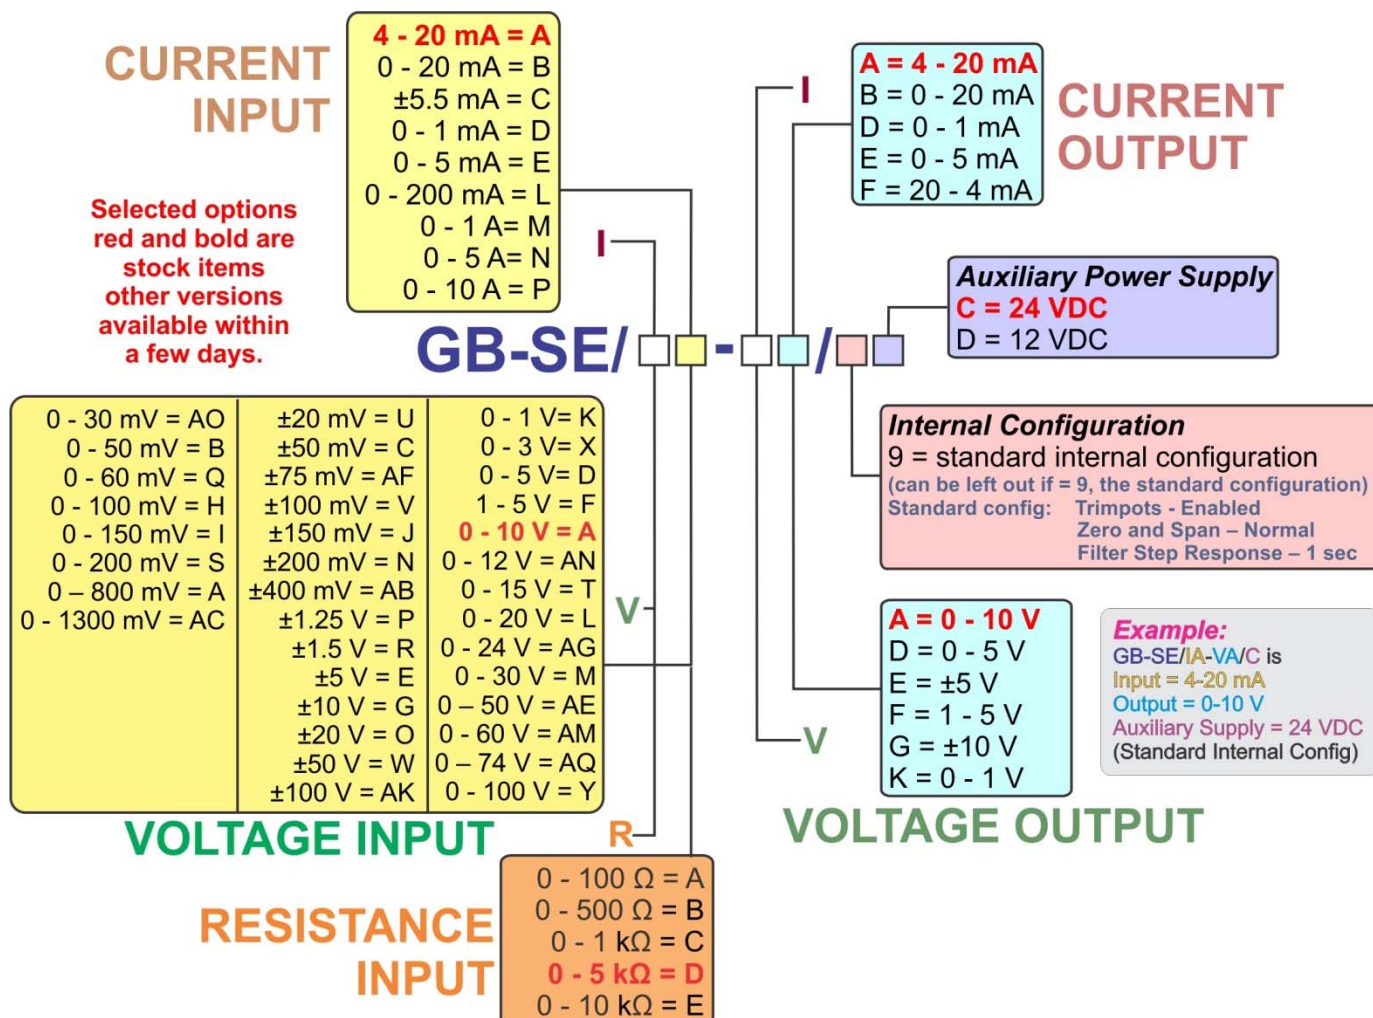 CURRENT
INPUT
4 - 20 mA = A
0 - 20 mA = B
±5.5 mA = C
0 - 1 mA = D
0 - 5 mA = E
0 - 200 mA = L
0 - 1 A= M
0 - 5 A= N
0 - 10 A = P
I
A = 4 - 20 mA
B = 0 - 20 mA
D = 0 - 1 mA
E = 0 - 5 mA
F = 20 - 4 mA
CURRENT
OUTPUT
Selected options
red and bold are
stock items
other versions
available within
a few days.
I
Auxiliary Power Supply
C = 24 VDC
D = 12 VDC
GB-SE/ - /
0 - 30 mV = AO
0 - 50 mV = B
0 - 60 mV = Q
0 - 100 mV = H
0 - 150 mV = I
0 - 200 mV = S
0 – 800 mV = A
0 - 1300 mV = AC
±20 mV = U
±50 mV = C
±75 mV = AF
±100 mV = V
±150 mV = J
±200 mV = N
±400 mV = AB
±1.25 V = P
±1.5 V = R
±5 V = E
±10 V = G
±20 V = O
±50 V = W
±100 V = AK
0 - 1 V= K
0 - 3 V= X
0 - 5 V= D
1 - 5 V = F
0 - 10 V = A
0 - 12 V = AN
0 - 15 V = T
0 - 20 V = L
0 - 24 V = AG
0 - 30 V = M
0 – 50 V = AE
0 - 60 V = AM
0 – 74 V = AQ
0 - 100 V = Y
V
VOLTAGE INPUT
Internal Configuration
9 = standard internal configuration
(can be left out if = 9, the standard configuration)
Standard config: Trimpots - Enabled
Zero and Span – Normal
Filter Step Response – 1 sec
A = 0 - 10 V
D = 0 - 5 V
E = ±5 V
F = 1 - 5 V
G = ±10 V
K = 0 - 1 V
V
VOLTAGE OUTPUT
Example:
GB-SE/IA-VA/C is
Input = 4-20 mA
Output = 0-10 V
Auxiliary Supply = 24 VDC
(Standard Internal Config)
R
RESISTANCE
INPUT
0 - 100 Ω = A
0 - 500 Ω = B
0 - 1 kΩ = C
0 - 5 kΩ = D
0 - 10 kΩ = E